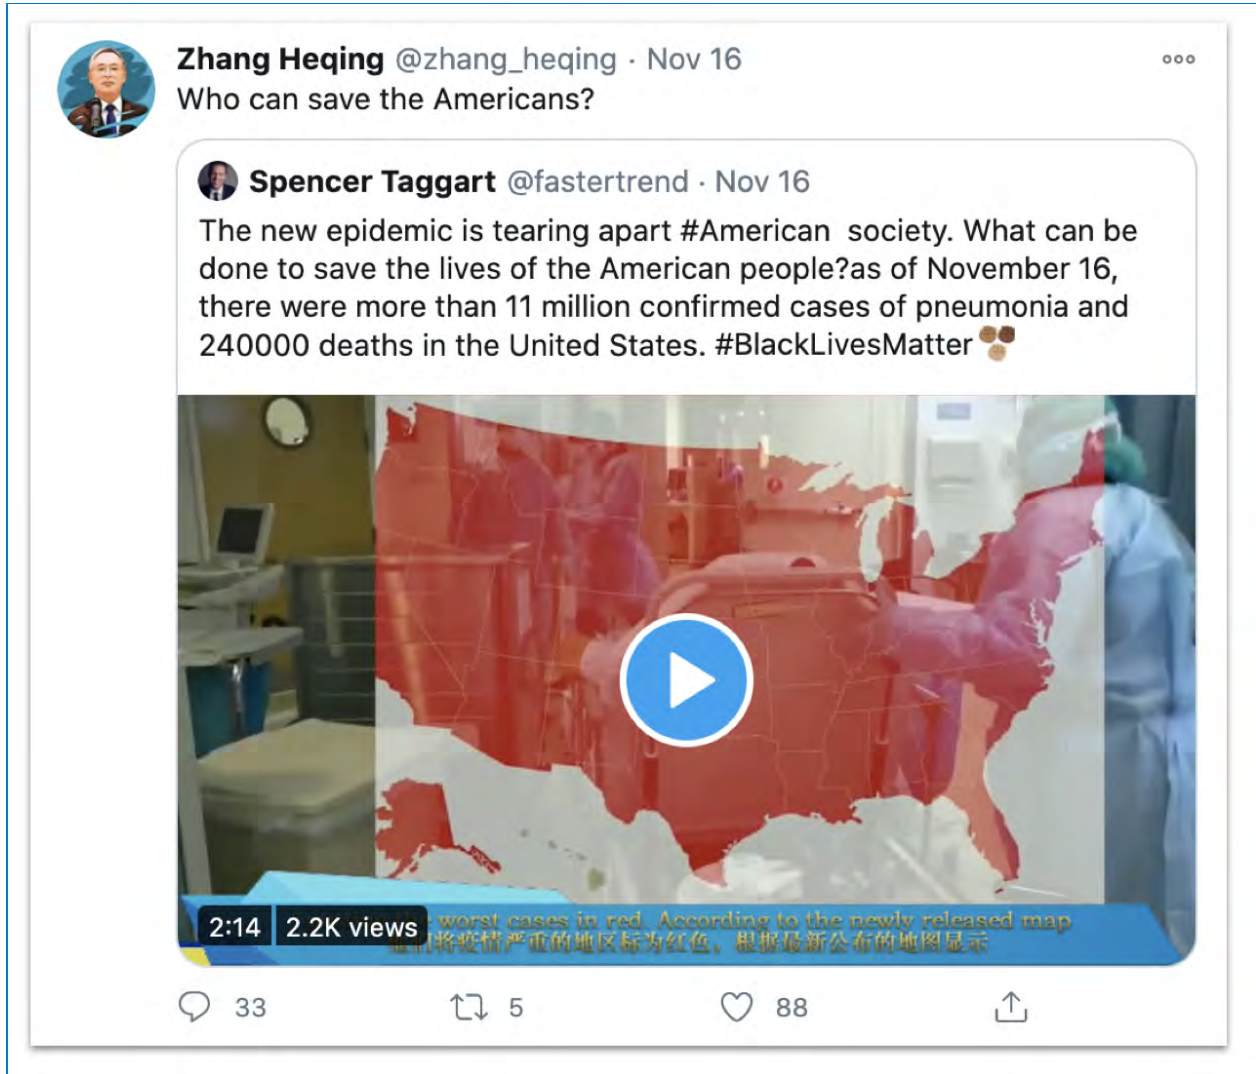 Zhang Heqing @zhang_heqing · Nov 16
Who can save the Americans?
Spencer Taggart @fastertrend · Nov 16
The new epidemic is tearing apart #American  society. What can be
done to save the lives of the American people?as of November 16,
there were more than 11 million confirmed cases of pneumonia and
240000 deaths in the United States. #BlackLivesMatter
worst cases in red. According to the newly released map
们将疫情严重的地区标为红色，根据最新公布的地图显示
2:14 2.2K views
33 5 88